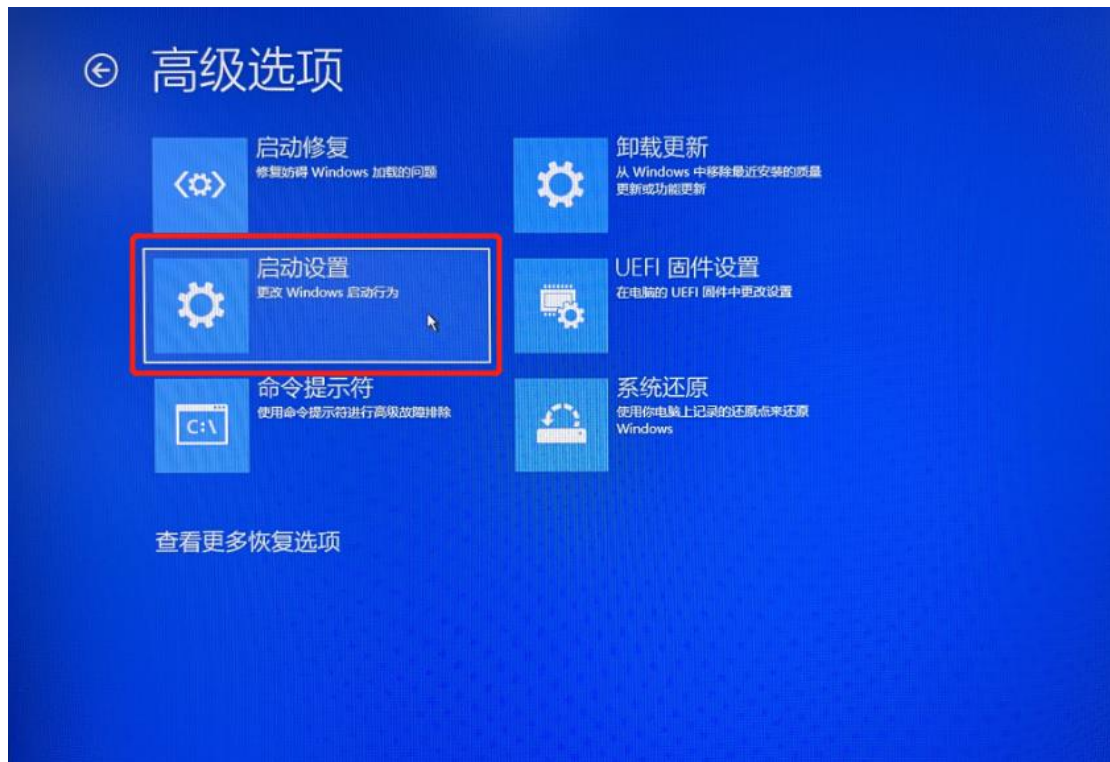 高级选项
启动修复
修复妨碍 Windows 加载的问题
卸载更新
从 Windows 中移除最近安装的质量
更新或功能更新
启动设置
更改 Windows 启动行为
UEFI 固件设置
在电脑的 UEFI 固件中更改设置
命令提示符
使用命令提示符进行高级故障排除
C:\
系统还原
使用你电脑上记录的还原点来还原
Windows
查看更多恢复选项